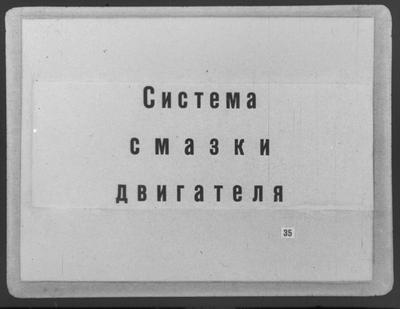 Система
смазки
двигателя
35